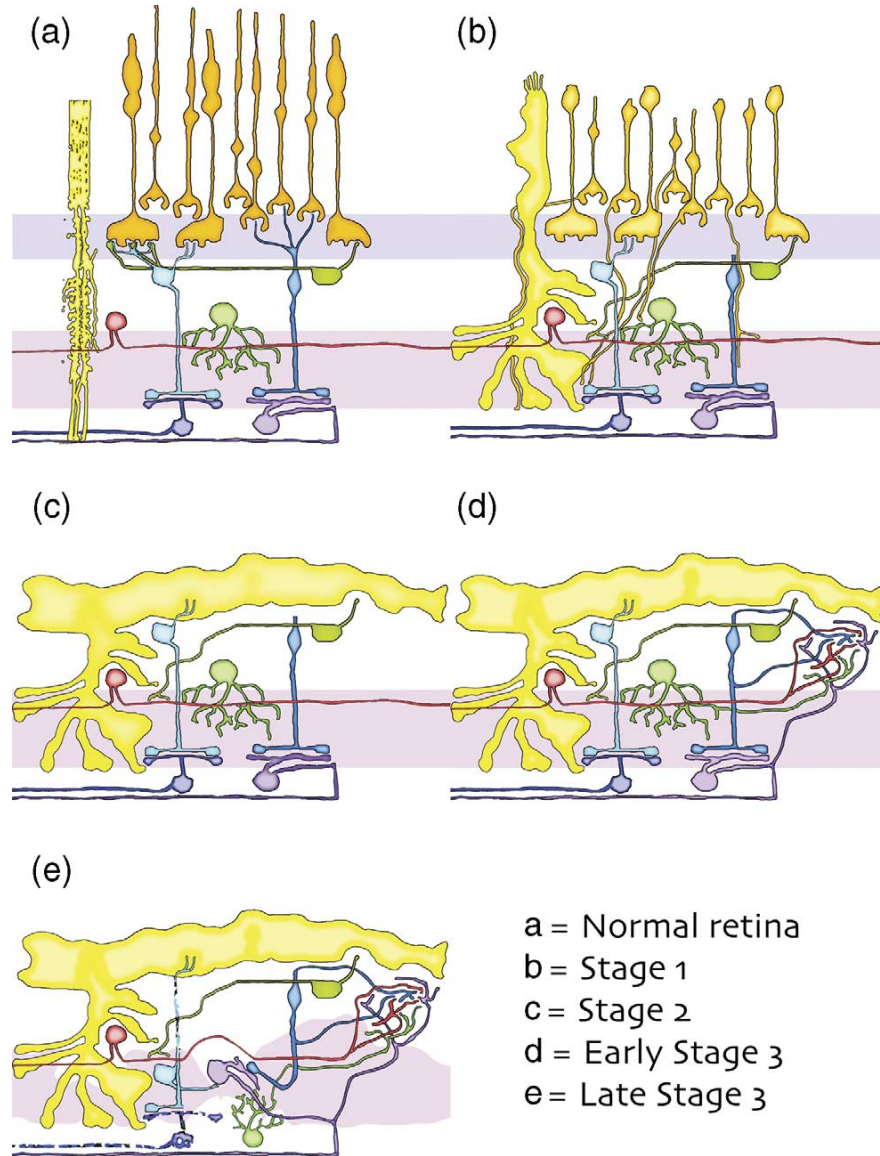 (a)
(b)
(c)
(d)
(e)
a = Normal retina
b = Stage 1
c = Stage 2
d = Early Stage 3
e = Late Stage 3